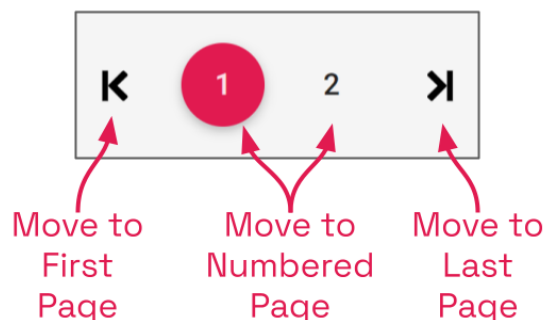 1 2
Move to
First
Page
Move to
Numbered
Page
Move to
Last
Page